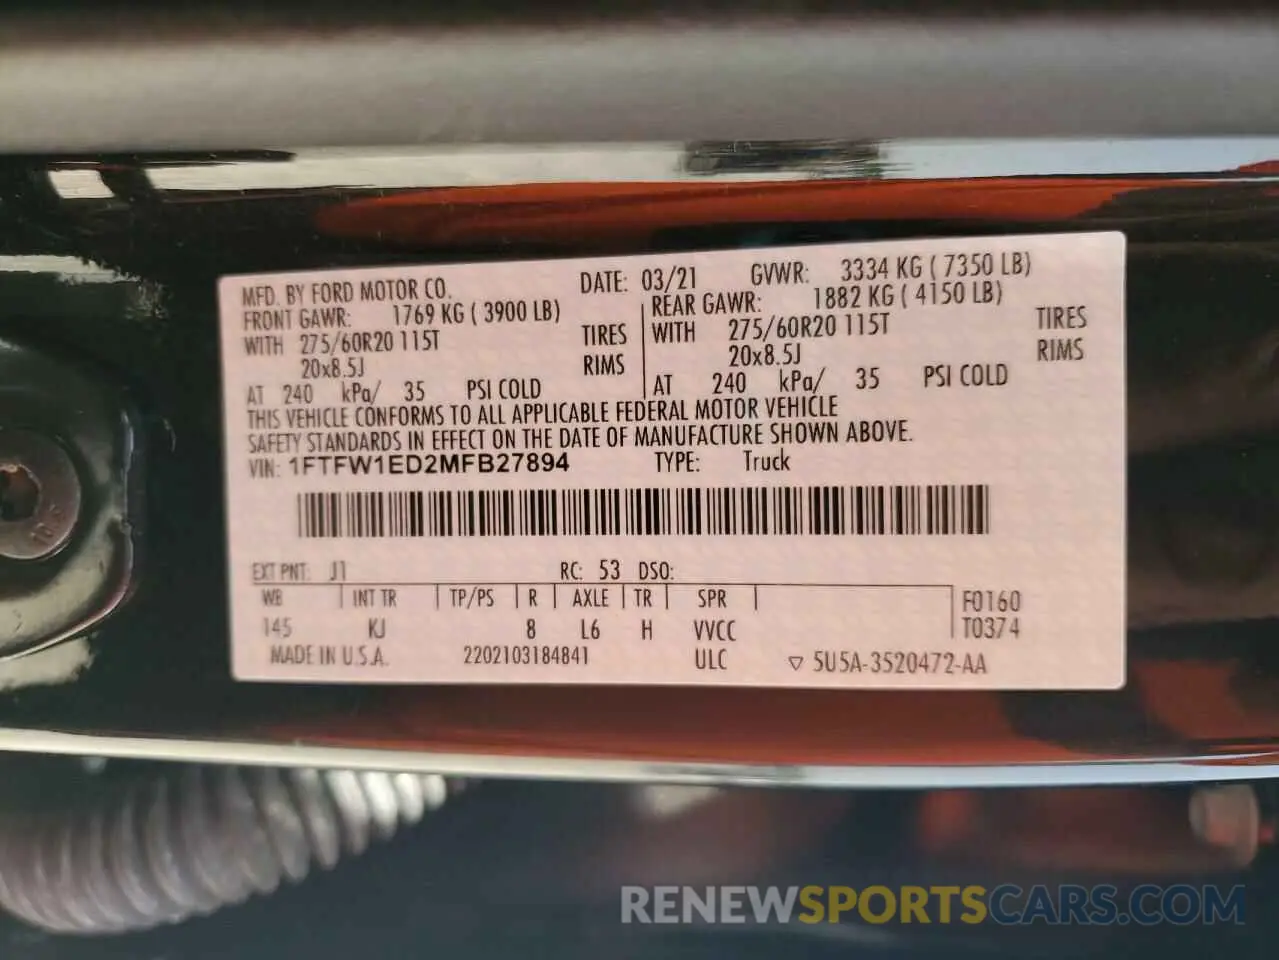 MFD. BY FORD MOTOR CO. DATE: 03/21 GVWR: 3334 KG ( 7350 LB)
FRONT GAWR: 1769 KG ( 3900 LB) REAR GAWR: 1882 KG ( 4150 LB)
WITH 275/60R20 115T TIRES WITH 275/60R20 115T TIRES
20x8.5J RIMS 20x8.5J RIMS
AT 240 kPa/ 35 PSI COLD AT 240 kPa/ 35 PSI COLD
THIS VEHICLE CONFORMS TO ALL APPLICABLE FEDERAL MOTOR VEHICLE
SAFETY STANDARDS IN EFFECT ON THE DATE OF MANUFACTURE SHOWN ABOVE.
VIN: 1FTFW1ED2MFB27894 TYPE: Truck
EXT PNT: J1 RC: 53 DSO:
WB INT TR TP/PS R AXLE TR SPR F0160
145 KJ 8 L6 H VVCC T0374
MADE IN U.S.A. 2202103184841 ULC ▽ 5U5A-3520472-AA
RENEWSPORTSCARS.COM